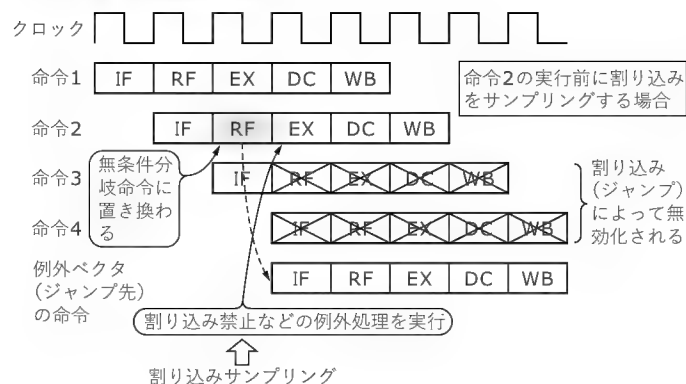 クロック
命令1 IF RF EX DC WB
命令2の実行前に割り込み
をサンプリングする場合
命令2 IF RF EX DC WB
無条件分
岐命令に
置き換わ
る
命令3 IF RF EX DC WB
割り込み
(ジャンプ)
によって無
効化される
命令4 IF RF EX DC WB
例外ベクタ
(ジャンプ先)
の命令
IF RF EX DC WB
割り込み禁止などの例外処理を実行
割り込みサンプリング